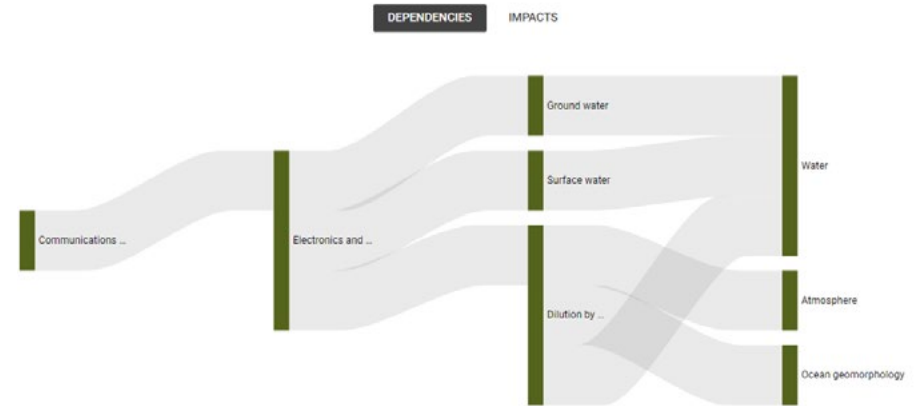 DEPENDENCIES IMPACTS
Ground water
Water
Surface water
Communications ...
Electronics and ...
Atmosphere
Dilution by ...
Ocean geomorphology